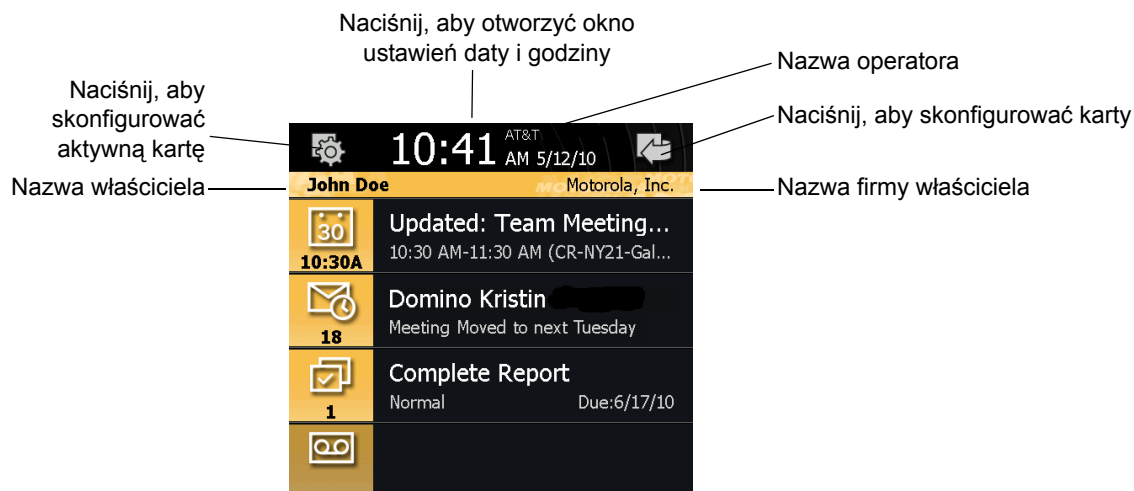 Naciśnij, aby otworzyć okno
ustawień daty i godziny
Nazwa operatora
Naciśnij, aby
skonfigurować
aktywną kartę
Naciśnij, aby skonfigurować karty
10:41 AT&T
AM 5/12/10
Nazwa właściciela
John Doe
Motorola, Inc.
Nazwa firmy właściciela
30
10:30A
Updated: Team Meeting...
10:30 AM-11:30 AM (CR-NY21-Gal...
18
Domino Kristin
Meeting Moved to next Tuesday
1
Complete Report
Normal Due:6/17/10